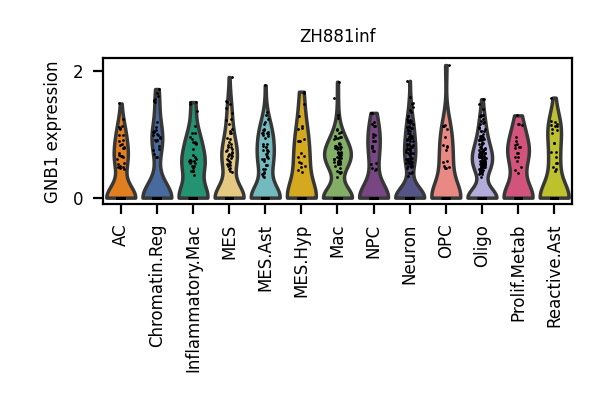 ZH881inf
GNB1 expression
2
0
AC
Chromatin.Reg
Inflammatory.Mac
MES
MES.Ast
MES.Hyp
Mac
NPC
Neuron
OPC
Oligo
Prolif.Metab
Reactive.Ast